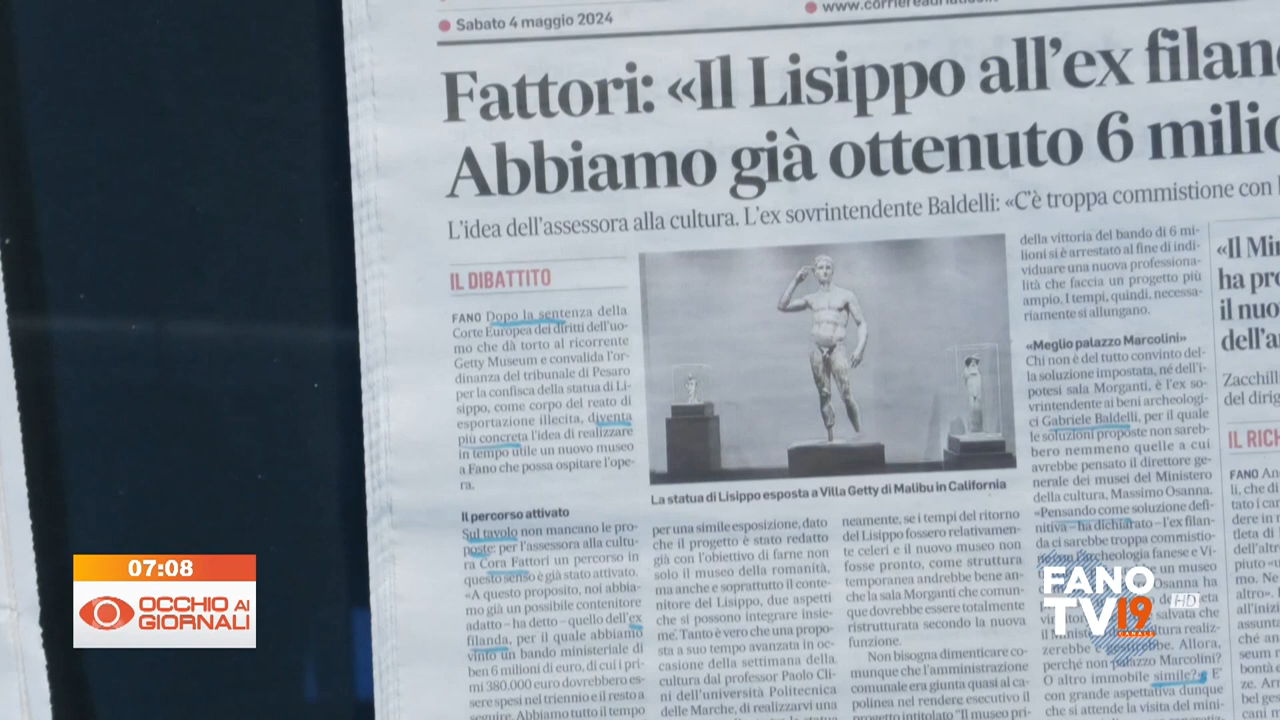 Sabato 4 maggio 2024
Fattori: «Il Lisippo all'ex filan
Abbiamo già ottenuto 6 milio
L'idea dell'assessora alla cultura. L'ex sovrintendente Baldelli: «C'è troppa commistione con
IL DIBATTITO
FANO Dopo la sentenza della
Corte Europea dei diritti dell'uo-
mo che dà torto al ricorrente
Getty Museum e convalida l'or-
dinanza del tribunale di Pesaro
per la confisca della statua di Li-
sippo, come corpo del reato di
esportazione illecita, diventa
più concreta l'idea di realizzare
in tempo utile un nuovo museo
a Fano che possa ospitare l'ope-
ra.
Il percorso attivato
Sul tavolo non mancano le pro-
poste: per l'assessora alla cultu-
ra Cora Fattori un percorso in
questo senso è già stato attivato.
«A questo proposito, noi abbia-
mo già un possibile contenitore
adatto – ha detto – quello dell'ex
filanda, per il quale abbiamo
vinto un bando ministeriale di
ben 6 milioni di euro, di cui i pri-
mi 380.000 euro dovrebbero es-
sere spesi nel triennio e il resto a
seguire. Abbiamo tutto il tempo
La statua di Lisippo esposta a Villa Getty di Malibu in California
per una simile esposizione, dato
che il progetto è stato redatto
già con l'obiettivo di farne non
solo il museo della romanità,
ma anche e soprattutto il conte-
nitore del Lisippo, due aspetti
che si possono integrare insie-
me. Tanto è vero che una propo-
sta a suo tempo avanzata in oc-
casione della settimana della
cultura dal professor Paolo Cli-
ni dell'università Politecnica
delle Marche, di realizzarvi una
neamente, se i tempi del ritorno
del Lisippo fossero relativamen-
te celeri e il nuovo museo non
fosse pronto, come struttura
temporanea andrebbe bene an-
che la sala Morganti che comun-
que dovrebbe essere totalmente
ristrutturata secondo la nuova
funzione.
Non bisogna dimenticare co-
munque che l'amministrazione
comunale era giunta quasi al ca-
polinea nel rendere esecutivo il
progetto intitolato "Il museo pri-
della vittoria del bando di 6 mi-
lioni si è arrestato al fine di indi-
viduare una nuova professiona-
lità che faccia un progetto più
ampio. I tempi, quindi, necessa-
riamente si allungano.
«Meglio palazzo Marcolini»
Chi non è del tutto convinto del-
la soluzione impostata, né dell'i-
potesi sala Morganti, è l'ex so-
vrintendente ai beni archeologi-
ci Gabriele Baldelli, per il quale
le soluzioni proposte non sareb-
bero nemmeno quelle a cui
avrebbe pensato il direttore ge-
nerale dei musei del Ministero
della cultura, Massimo Osanna.
«Pensando come soluzione defi-
nitiva – ha dichiarato – l'ex filan-
da ci sarebbe troppa commistio-
l'archeologia fanese e Vi-
un museo
Osanna ha
salvata che
realiz-
zerebbe Allora,
perché non palazzo Marcolini?
O altro immobile simile?». E'
con grande aspettativa dunque
che si attende la visita del mini-
«Il Min
ha pro
il nuo
dell'a
Zacchill
del dirig
IL RICH
FANO An
07:08
OCCHIO AI
GIORNALI
FANO
TV19
CANALE
HD